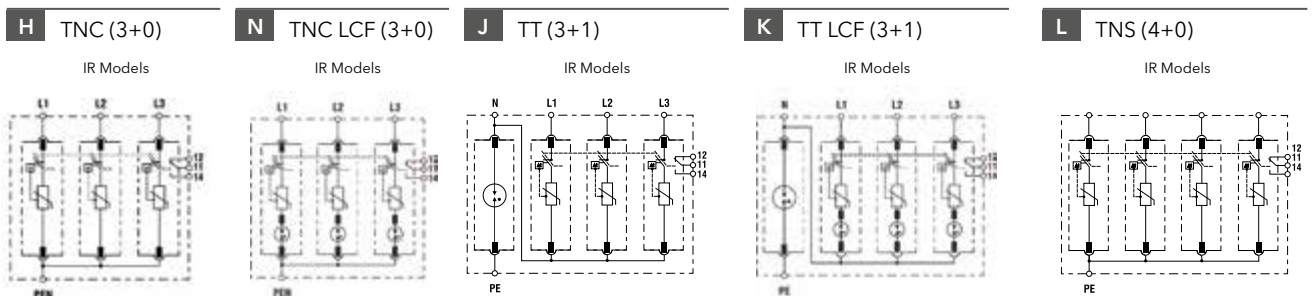 H TNC (3+0)
IR Models
L1 L2 L3
12
11
14
PEN
N TNC LCF (3+0)
IR Models
L1 L2 L3
PEN
J TT (3+1)
IR Models
N L1 L2 L3
12
11
14
PE
K TT LCF (3+1)
IR Models
N L1 L2 L3
PE
L TNS (4+0)
IR Models
12
11
14
PE